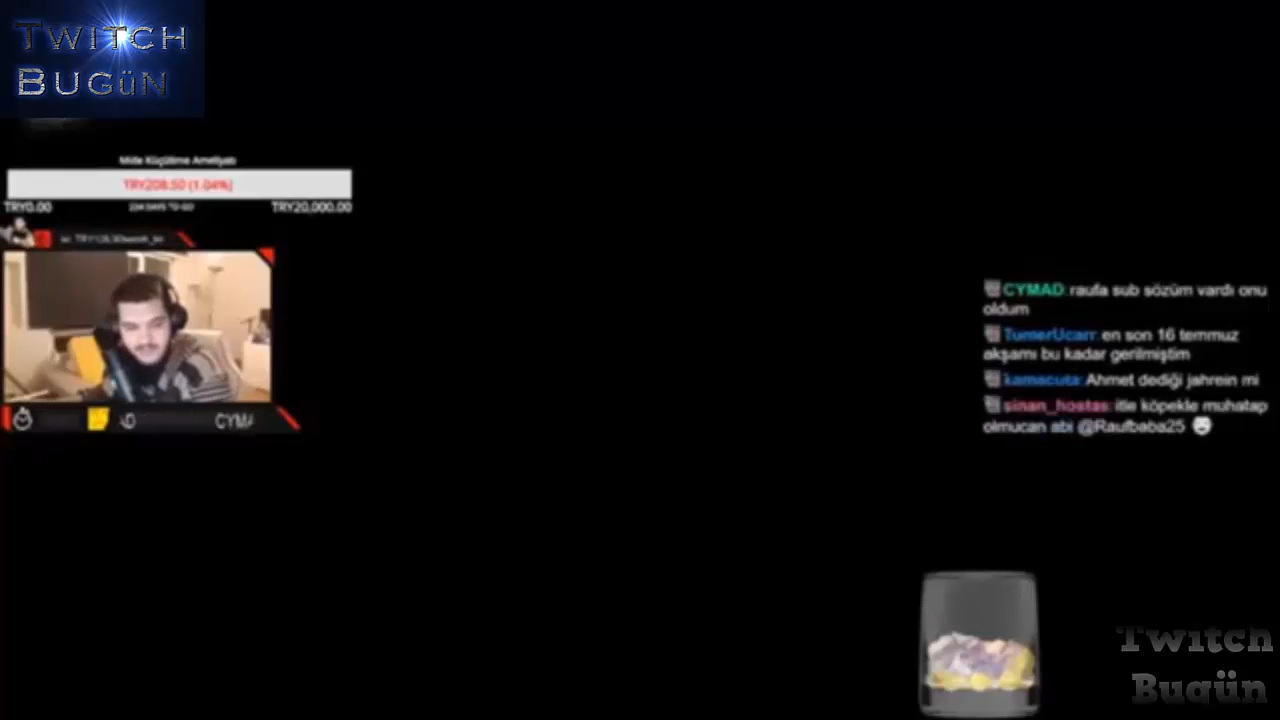 Twitch
Bugün
Mide Küçültme Ameliyatı
TRY208.50 (1.04%)
TRY0.00
TRY20,000.00
CYMA
CYMAD: raufa sub sözüm vardı onu
oldum
TumerUcarr: en son 16 temmuz
akşamı bu kadar gerilmiştim
kamacuta: Ahmet dediği jahrein mi
sinan_hostas: itle köpekle muhatap
olmucan abi @Raufbaba25
Twitch
Bugün